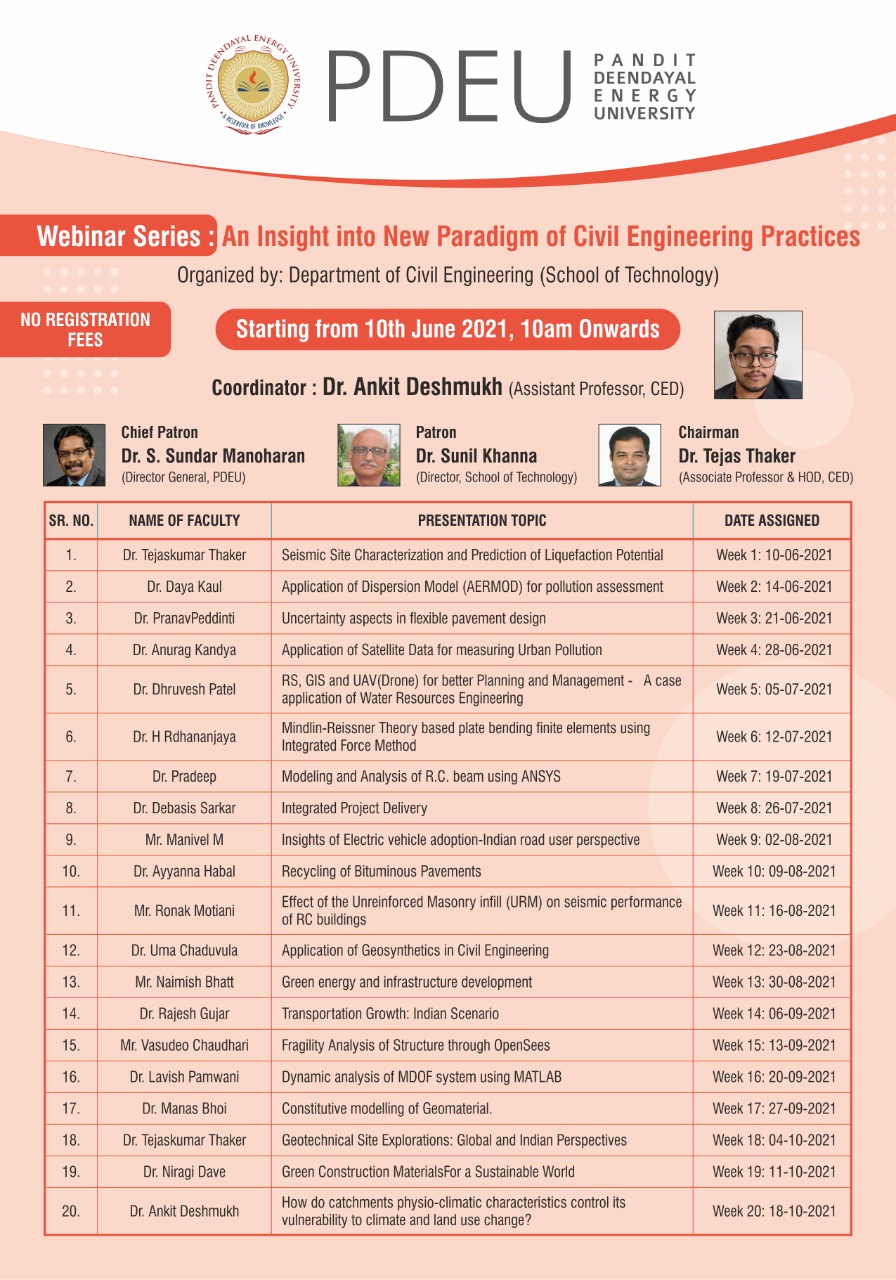 PANDIT DEENDAYAL ENERGY UNIVERSITY
• A RESERVOIR OF KNOWLEDGE •
PDEU
PANDIT
DEENDAYAL
ENERGY
UNIVERSITY
Webinar Series : An Insight into New Paradigm of Civil Engineering Practices
Organized by: Department of Civil Engineering (School of Technology)
NO REGISTRATION
FEES
Starting from 10th June 2021, 10am Onwards
Coordinator : Dr. Ankit Deshmukh (Assistant Professor, CED)
Chief Patron
Dr. S. Sundar Manoharan
(Director General, PDEU)
Patron
Dr. Sunil Khanna
(Director, School of Technology)
Chairman
Dr. Tejas Thaker
(Associate Professor & HOD, CED)
SR. NO. NAME OF FACULTY PRESENTATION TOPIC DATE ASSIGNED
1. Dr. Tejaskumar Thaker Seismic Site Characterization and Prediction of Liquefaction Potential Week 1: 10-06-2021
2. Dr. Daya Kaul Application of Dispersion Model (AERMOD) for pollution assessment Week 2: 14-06-2021
3. Dr. PranavPeddinti Uncertainty aspects in flexible pavement design Week 3: 21-06-2021
4. Dr. Anurag Kandya Application of Satellite Data for measuring Urban Pollution Week 4: 28-06-2021
5. Dr. Dhruvesh Patel RS, GIS and UAV(Drone) for better Planning and Management - A case
application of Water Resources Engineering Week 5: 05-07-2021
6. Dr. H Rdhananjaya Mindlin-Reissner Theory based plate bending finite elements using
Integrated Force Method Week 6: 12-07-2021
7. Dr. Pradeep Modeling and Analysis of R.C. beam using ANSYS Week 7: 19-07-2021
8. Dr. Debasis Sarkar Integrated Project Delivery Week 8: 26-07-2021
9. Mr. Manivel M Insights of Electric vehicle adoption-Indian road user perspective Week 9: 02-08-2021
10. Dr. Ayyanna Habal Recycling of Bituminous Pavements Week 10: 09-08-2021
11. Mr. Ronak Motiani Effect of the Unreinforced Masonry infill (URM) on seismic performance
of RC buildings Week 11: 16-08-2021
12. Dr. Uma Chaduvula Application of Geosynthetics in Civil Engineering Week 12: 23-08-2021
13. Mr. Naimish Bhatt Green energy and infrastructure development Week 13: 30-08-2021
14. Dr. Rajesh Gujar Transportation Growth: Indian Scenario Week 14: 06-09-2021
15. Mr. Vasudeo Chaudhari Fragility Analysis of Structure through OpenSees Week 15: 13-09-2021
16. Dr. Lavish Pamwani Dynamic analysis of MDOF system using MATLAB Week 16: 20-09-2021
17. Dr. Manas Bhoi Constitutive modelling of Geomaterial. Week 17: 27-09-2021
18. Dr. Tejaskumar Thaker Geotechnical Site Explorations: Global and Indian Perspectives Week 18: 04-10-2021
19. Dr. Niragi Dave Green Construction MaterialsFor a Sustainable World Week 19: 11-10-2021
20. Dr. Ankit Deshmukh How do catchments physio-climatic characteristics control its
vulnerability to climate and land use change? Week 20: 18-10-2021